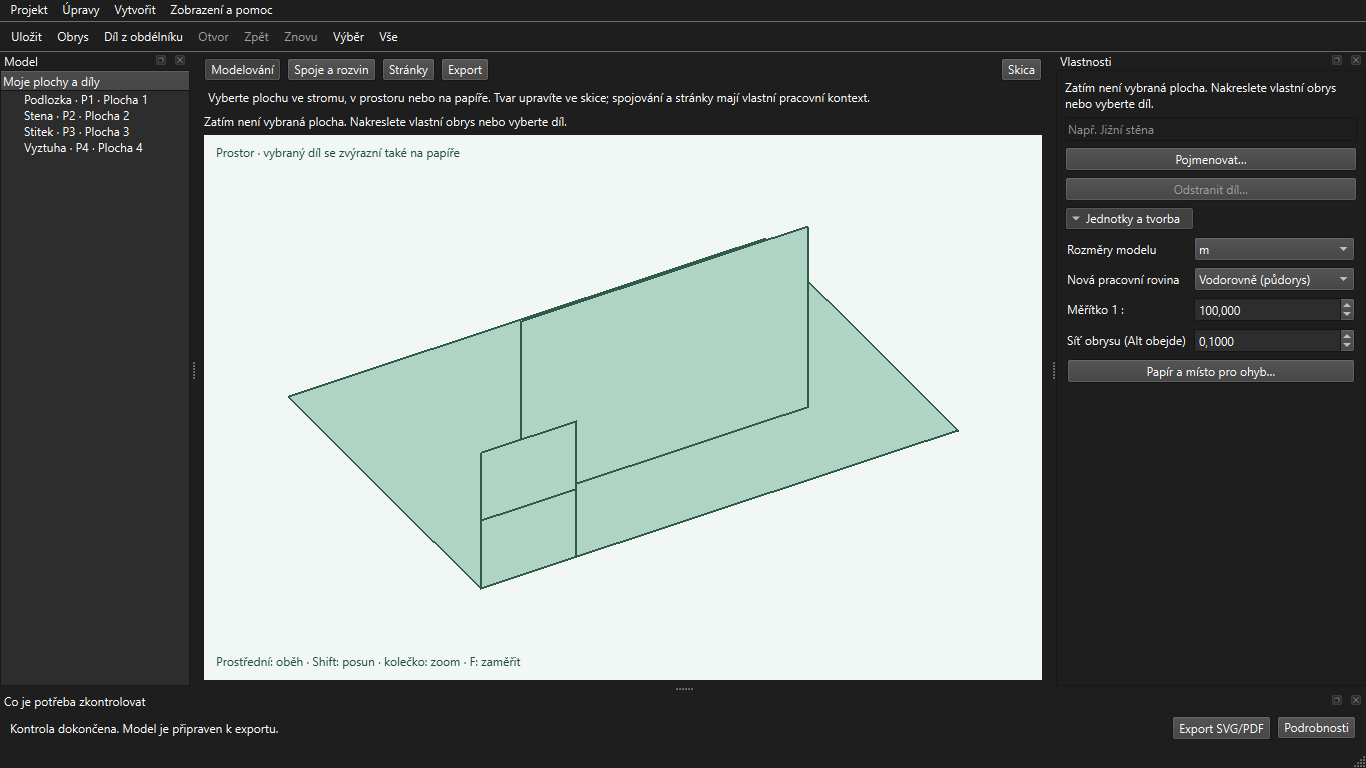 Projekt Úpravy Vytvořit Zobrazení a pomoc
Uložit Obrys Díl z obdélníku Otvor Zpět Znovu Výběr Vše
Model
Moje plochy a díly
Podlozka · P1 · Plocha 1
Stena · P2 · Plocha 2
Stitek · P3 · Plocha 3
Vyztuha · P4 · Plocha 4
Modelování Spoje a rozvin Stránky Export Skica
Vyberte plochu ve stromu, v prostoru nebo na papíře. Tvar upravíte ve skice; spojování a stránky mají vlastní pracovní kontext.
Zatím není vybraná plocha. Nakreslete vlastní obrys nebo vyberte díl.
Prostor · vybraný díl se zvýrazní také na papíře
Prostřední: oběh · Shift: posun · kolečko: zoom · F: zaměřit
Vlastnosti
Zatím není vybraná plocha. Nakreslete vlastní obrys
nebo vyberte díl.
Např. Jižní stěna
Pojmenovat...
Odstranit díl...
Jednotky a tvorba
Rozměry modelu m
Nová pracovní rovina Vodorovně (půdorys)
Měřítko 1 : 100,000
Síť obrysu (Alt obejde) 0,1000
Papír a místo pro ohyb...
Co je potřeba zkontrolovat
Kontrola dokončena. Model je připraven k exportu.
Export SVG/PDF Podrobnosti